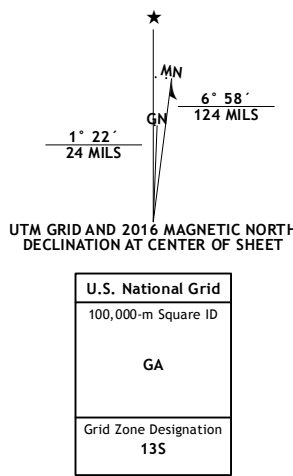 MN
GN
6° 58´
124 MILS
1° 22´
24 MILS
UTM GRID AND 2016 MAGNETIC NORTH
DECLINATION AT CENTER OF SHEET
U.S. National Grid
100,000-m Square ID
GA
Grid Zone Designation
13S